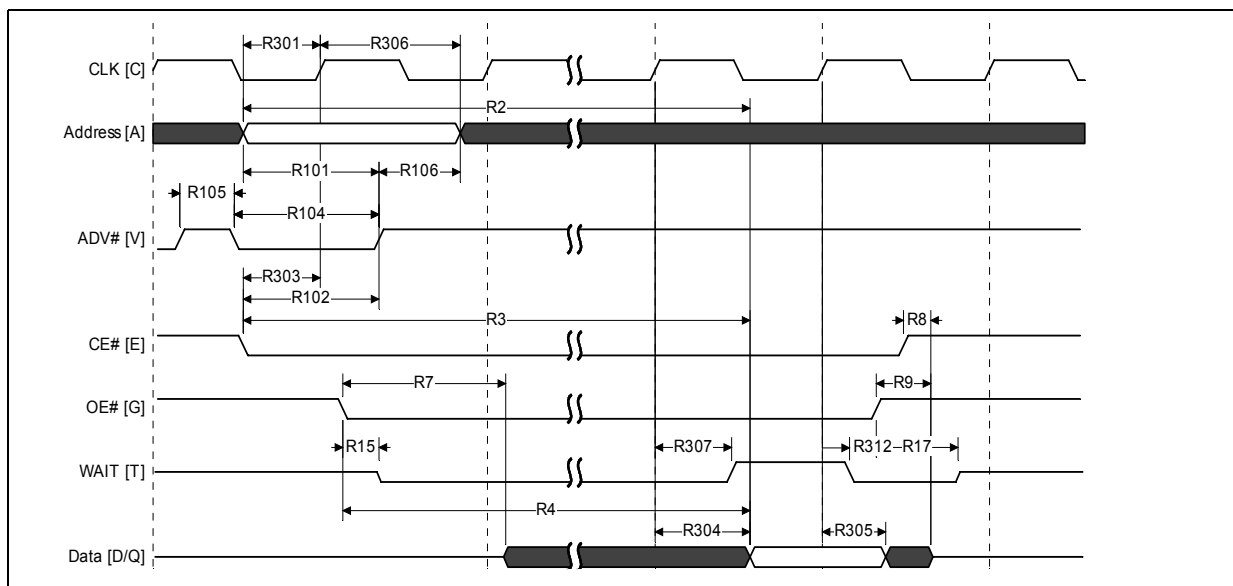 R301 R306
CLK [C]
R2
Address [A]
R101 R106
R105
R104
ADV# [V]
R303
R102
R3 R8
CE# [E]
R7 R9
OE# [G]
R15 R307 R312 R17
WAIT [T]
R4
R304 R305
Data [D/Q]